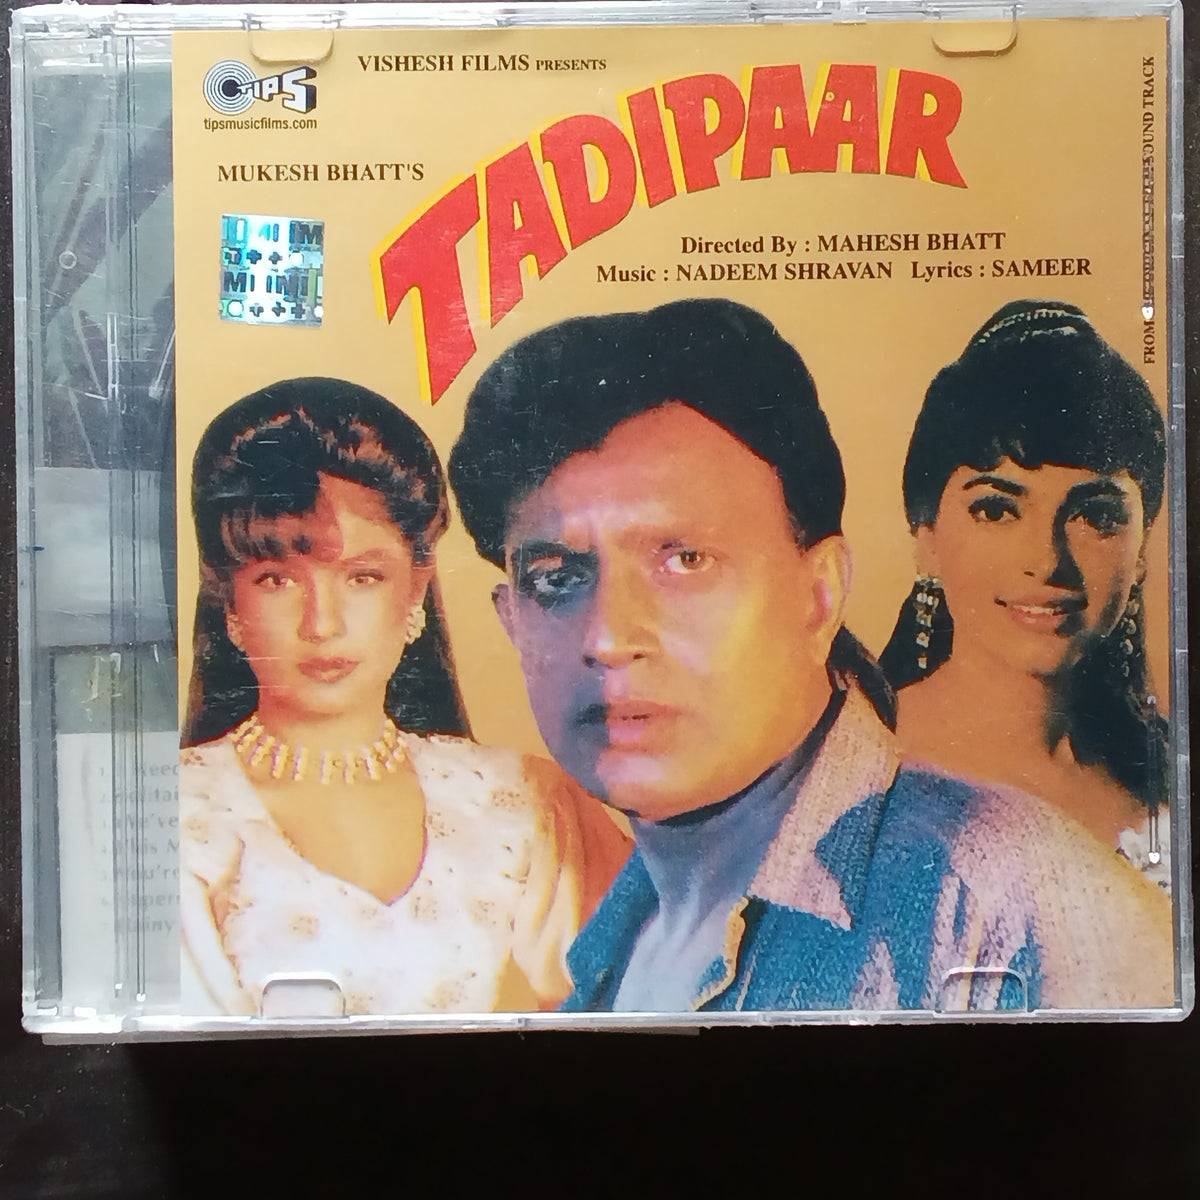 TIPS
tipsmusicfilms.com
VISHESH FILMS PRESENTS
MUKESH BHATT'S
TADIPAAR
Directed By : MAHESH BHATT
Music : NADEEM SHRAVAN Lyrics : SAMEER
FROM SOUND TRACK